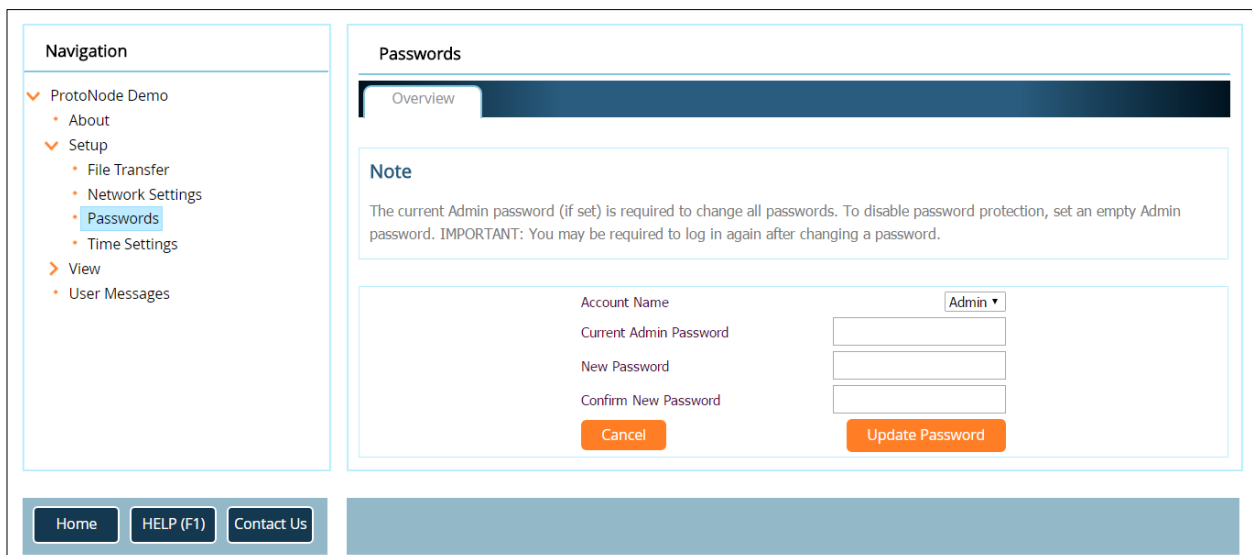 Navigation
ProtoNode Demo
About
Setup
File Transfer
Network Settings
Passwords
Time Settings
View
User Messages
Passwords
Overview
Note
The current Admin password (if set) is required to change all passwords. To disable password protection, set an empty Admin
password. IMPORTANT: You may be required to log in again after changing a password.
Account Name Admin
Current Admin Password
New Password
Confirm New Password
Cancel Update Password
Home HELP (F1) Contact Us